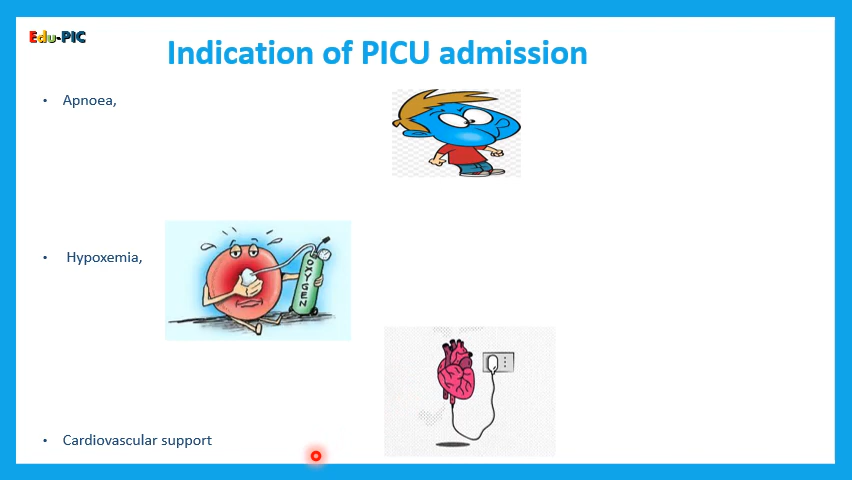 Edu-PIC
Indication of PICU admission
• Apnoea,
• Hypoxemia,
OXYGEN
• Cardiovascular support